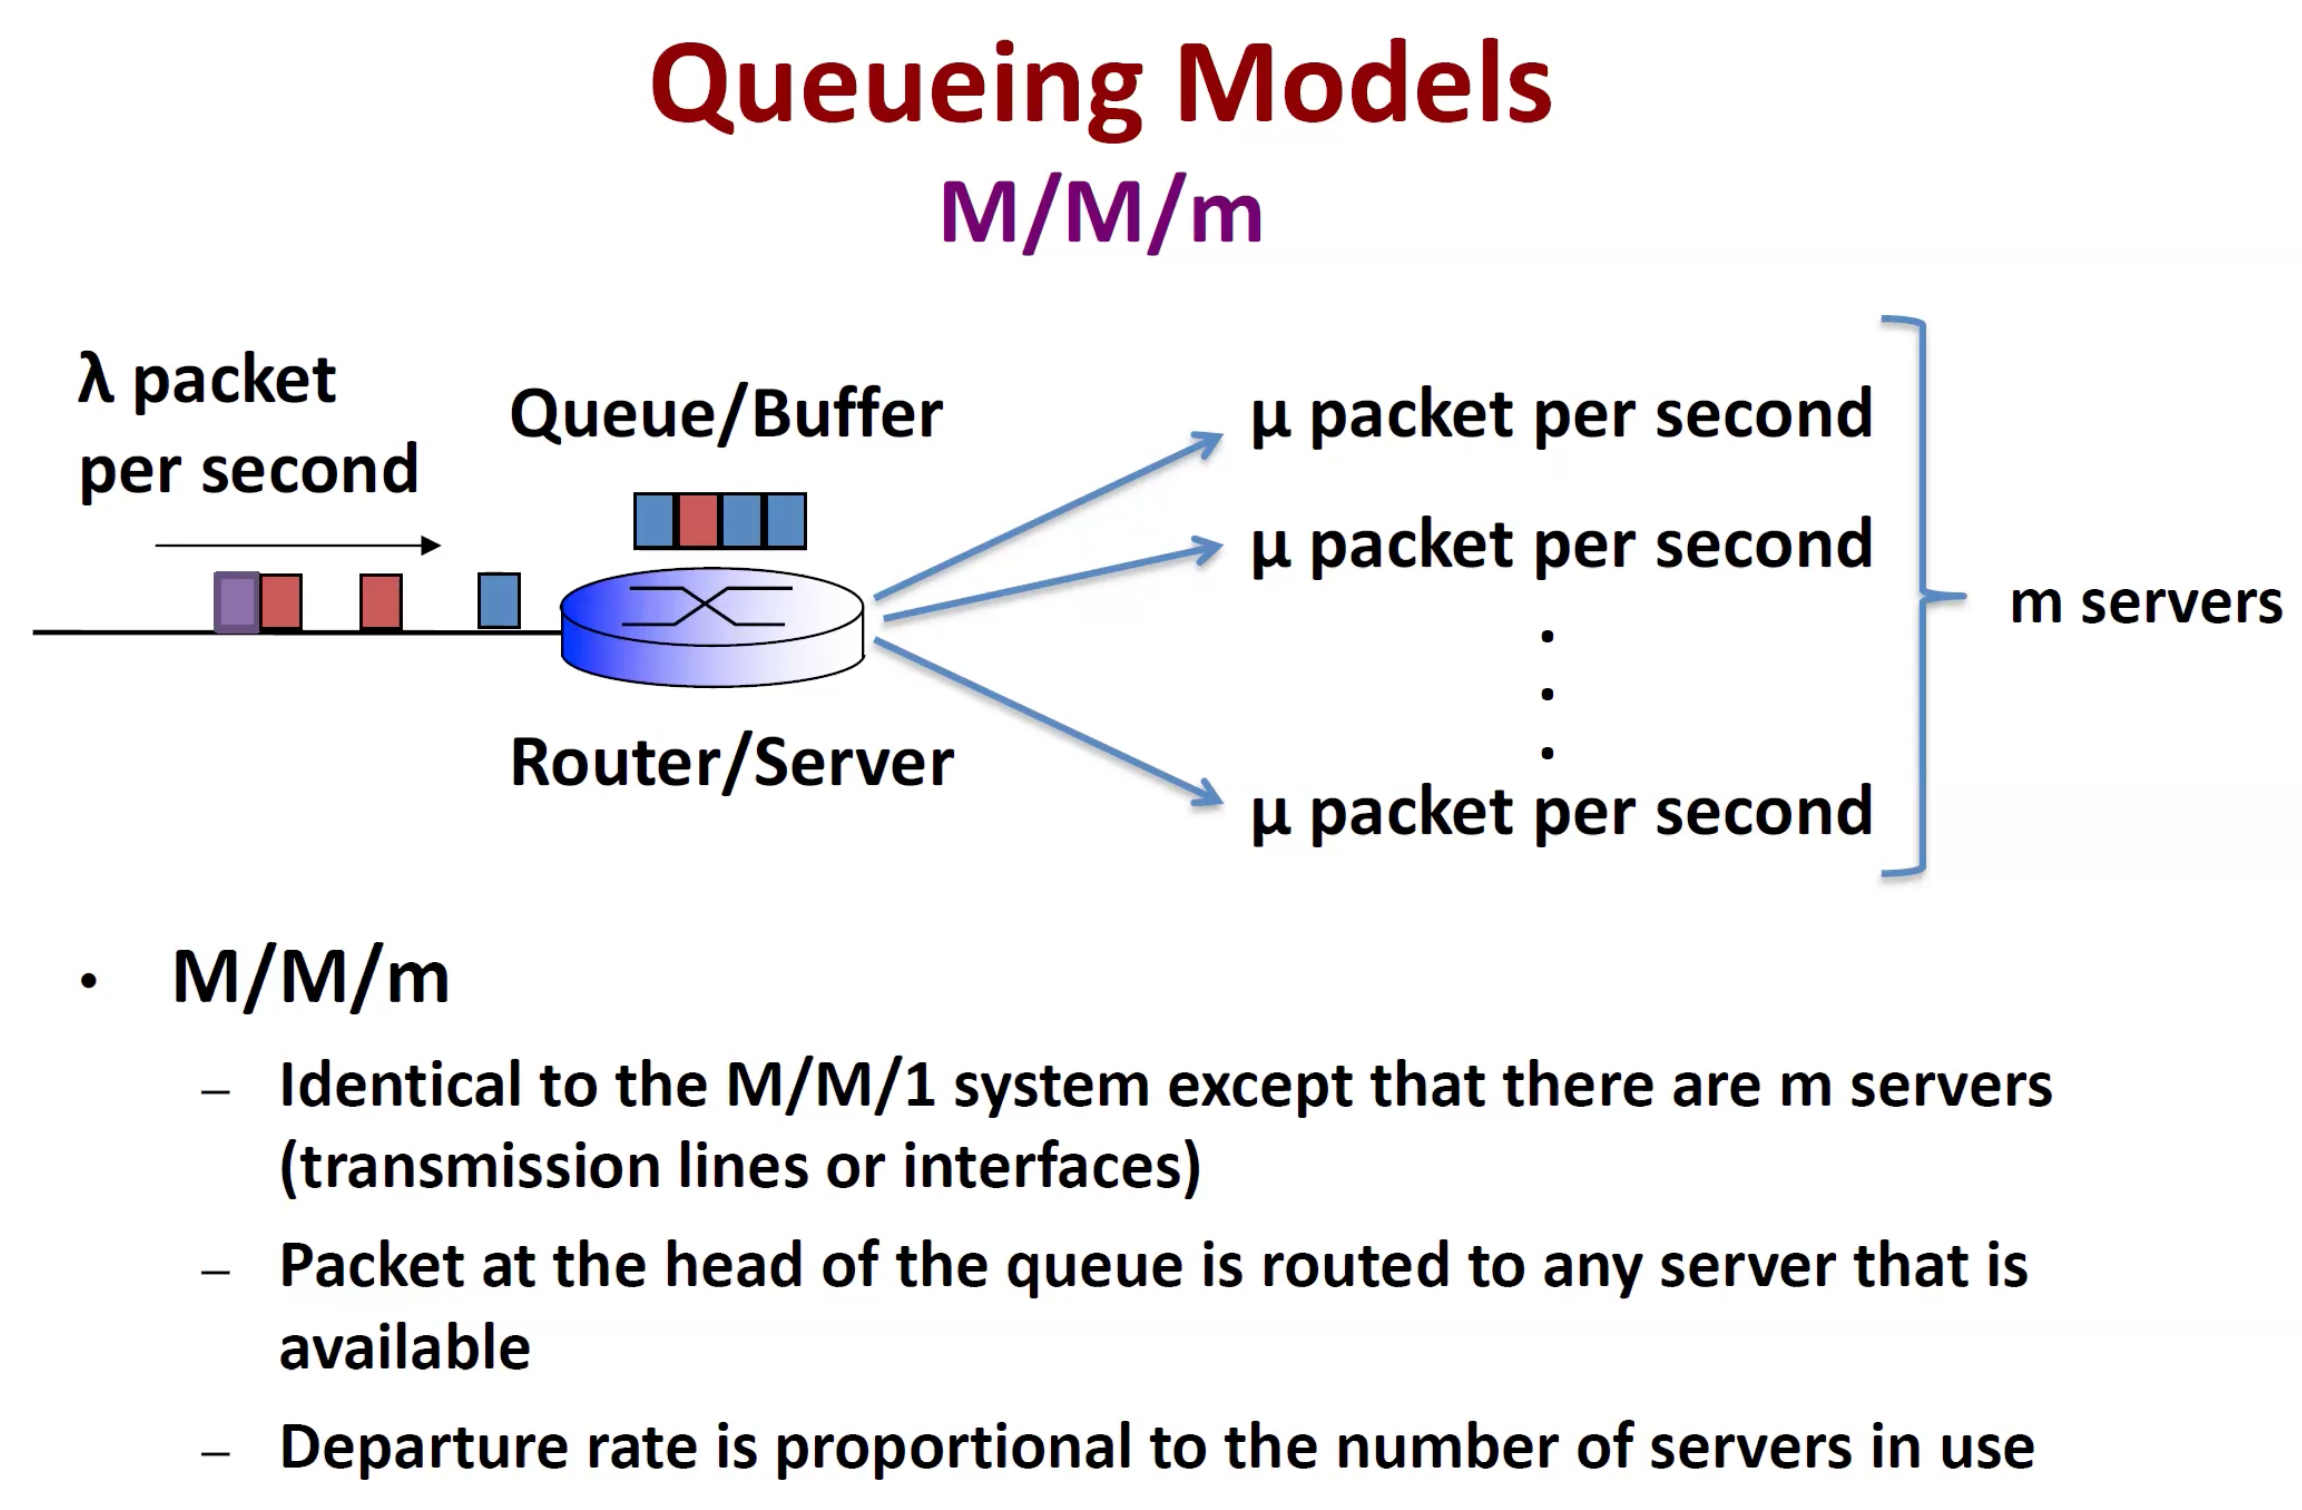 Queueing Models
M/M/m
λ packet
per second
Queue/Buffer
Router/Server
μ packet per second
μ packet per second
.
.
.
μ packet per second
m servers
• M/M/m
– Identical to the M/M/1 system except that there are m servers
(transmission lines or interfaces)
– Packet at the head of the queue is routed to any server that is
available
– Departure rate is proportional to the number of servers in use